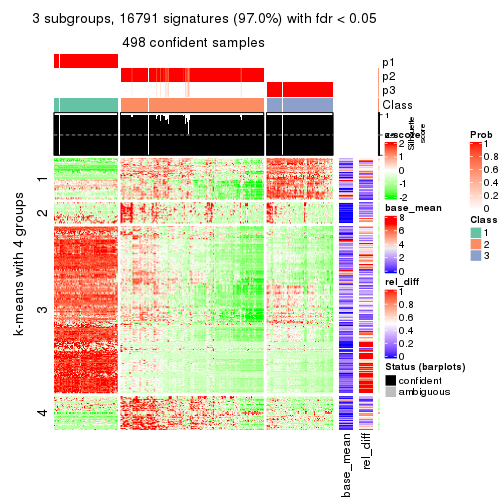 3 subgroups, 16791 signatures (97.0%) with fdr < 0.05
498 confident samples
p1
p2
p3
Class
1
Silhouette
score
k-means with 4 groups
1
2
3
4
base_mean
rel_diff
z-score
2
1
0
-1
-2
base_mean
8
6
4
2
0
rel_diff
1
0.8
0.6
0.4
0.2
0
Status (barplots)
confident
ambiguous
Prob
1
0.8
0.6
0.4
0.2
0
Class
1
2
3